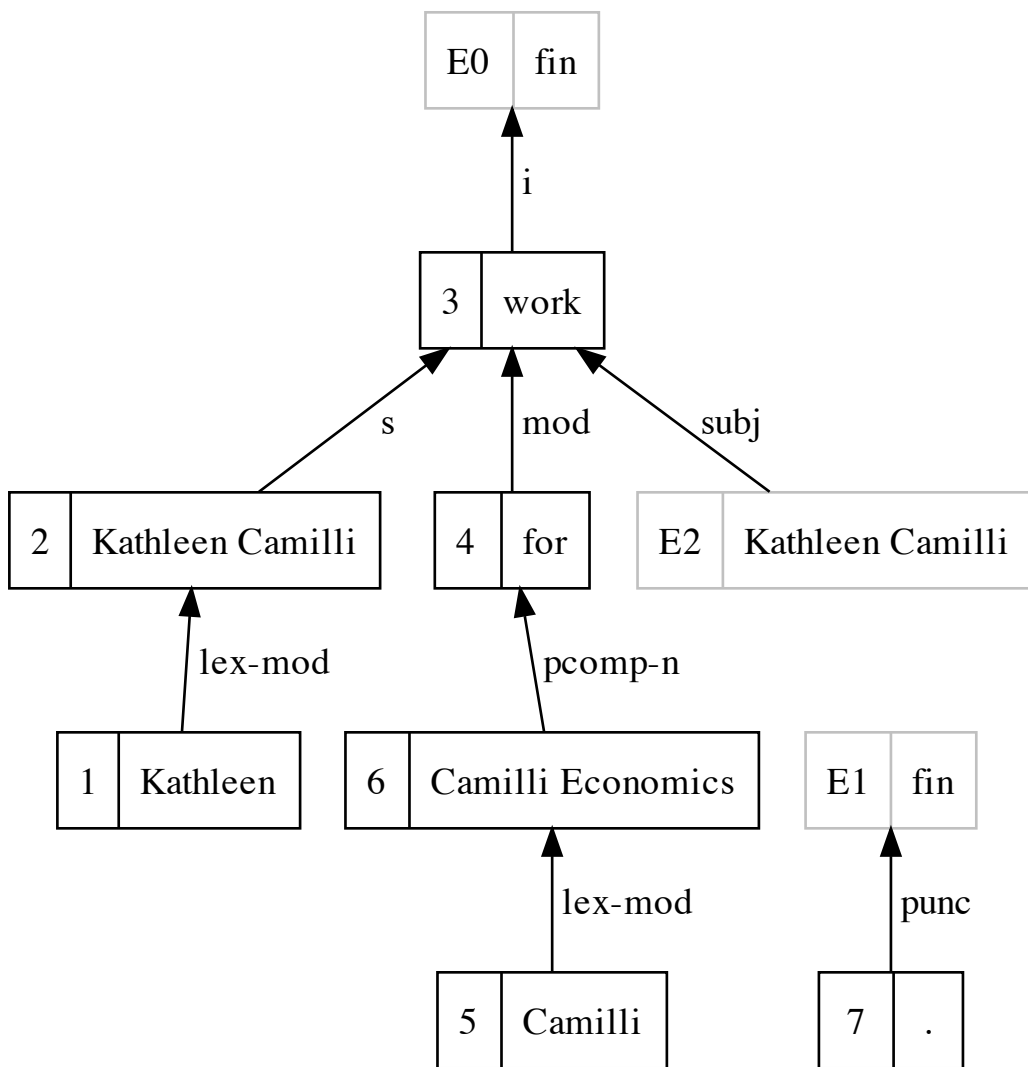 E0 fin
i
3 work
s mod subj
2 Kathleen Camilli 4 for E2 Kathleen Camilli
lex-mod pcomp-n
1 Kathleen 6 Camilli Economics E1 fin
lex-mod punc
5 Camilli 7 .